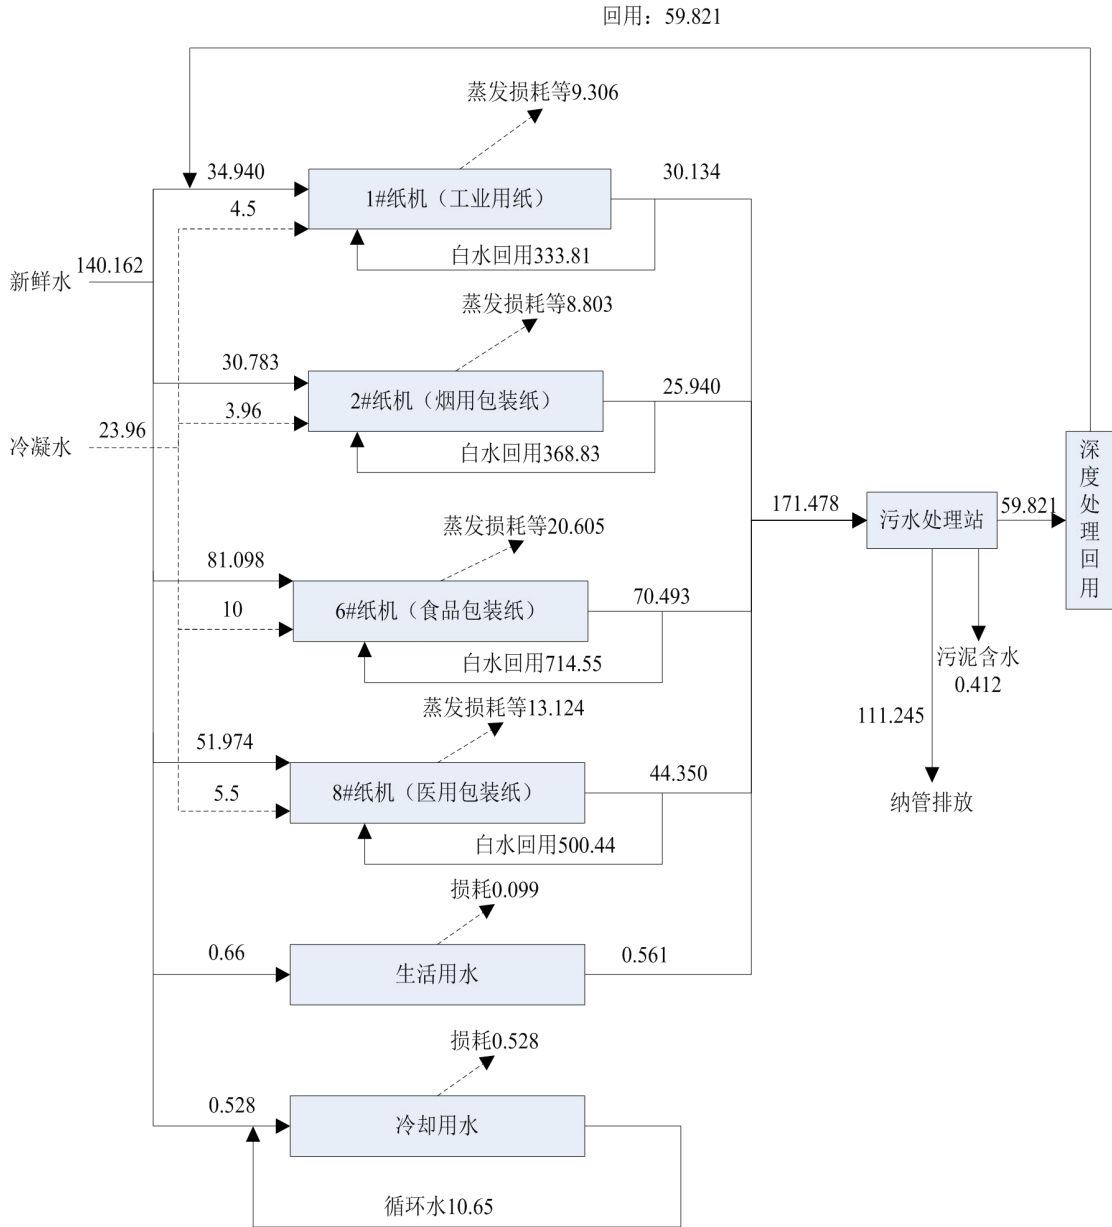 回用：59.821
蒸发损耗等9.306
34.940
30.134
1#纸机（工业用纸）
4.5
白水回用333.81
140.162
新鲜水
蒸发损耗等8.803
30.783
25.940
2#纸机（烟用包装纸）
3.96
23.96
冷凝水
白水回用368.83
深度处理回用
171.478
59.821
污水处理站
蒸发损耗等20.605
81.098
70.493
10
6#纸机（食品包装纸）
白水回用714.55
污泥含水
0.412
蒸发损耗等13.124
111.245
51.974
44.350
5.5
8#纸机（医用包装纸）
纳管排放
白水回用500.44
损耗0.099
0.66
0.561
生活用水
损耗0.528
0.528
冷却用水
循环水10.65